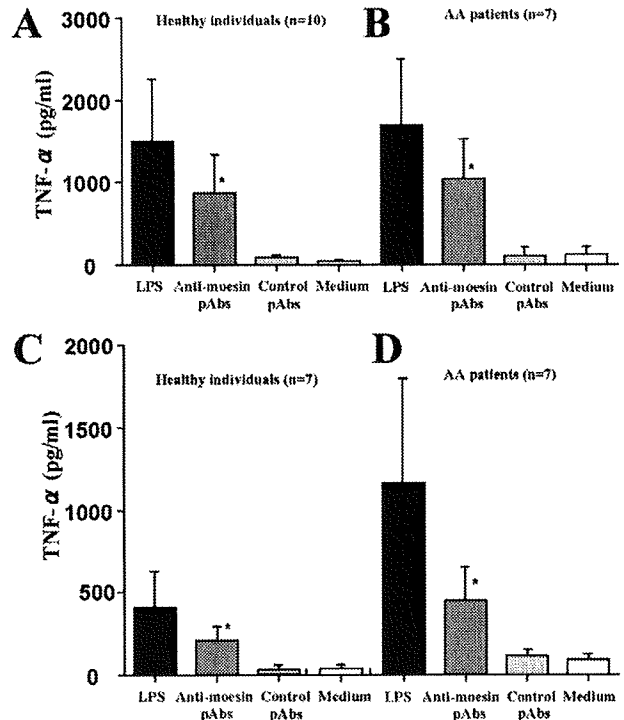 A
Healthy individuals (n=10)
B
AA patients (n=7)
TNF-α (pg/ml)
3000
2000
1000
0
LPS Anti-moesin pAbs Control pAbs Medium
LPS Anti-moesin pAbs Control pAbs Medium
*
*
C
Healthy individuals (n=7)
D
AA patients (n=7)
TNF-α (pg/ml)
2000
1500
1000
500
0
LPS Anti-moesin pAbs Control pAbs Medium
LPS Anti-moesin pAbs Control pAbs Medium
*
*